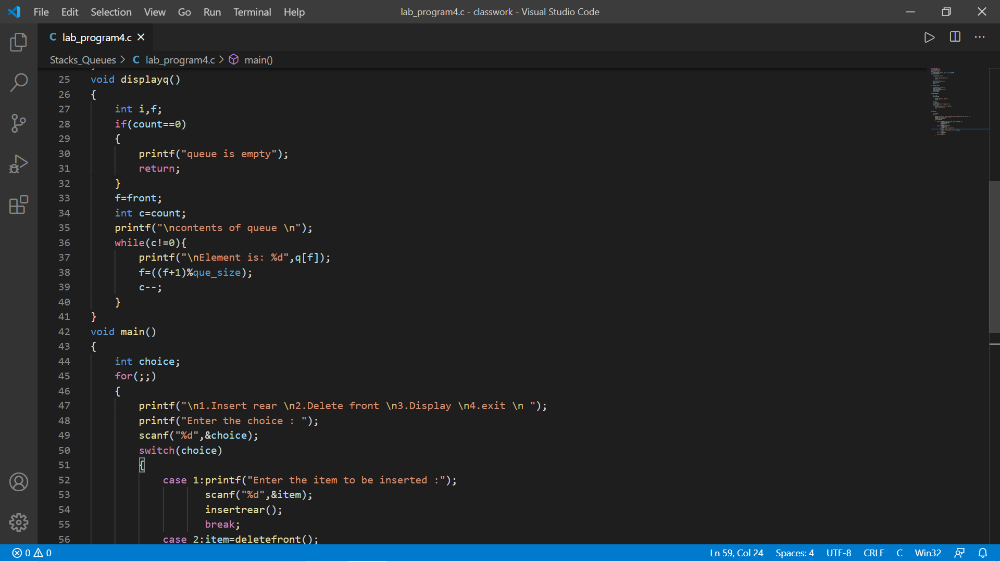 File Edit Selection View Go Run Terminal Help lab_program4.c - classwork - Visual Studio Code
C lab_program4.c
Stacks_Queues > C lab_program4.c > main()
25 void displayq()
26 {
27 int i,f;
28 if(count==0)
29 {
30 printf("queue is empty");
31 return;
32 }
33 f=front;
34 int c=count;
35 printf("\ncontents of queue \n");
36 while(c!=0){
37 printf("\nElement is: %d",q[f]);
38 f=((f+1)%que_size);
39 c--;
40 }
41 }
42 void main()
43 {
44 int choice;
45 for(;;)
46 {
47 printf("\n1.Insert rear \n2.Delete front \n3.Display \n4.exit \n ");
48 printf("Enter the choice : ");
49 scanf("%d",&choice);
50 switch(choice)
51 {
52 case 1:printf("Enter the item to be inserted :");
53 scanf("%d",&item);
54 insertrear();
55 break;
56 case 2:item=deletefront();
0 0 Ln 59, Col 24 Spaces: 4 UTF-8 CRLF C Win32